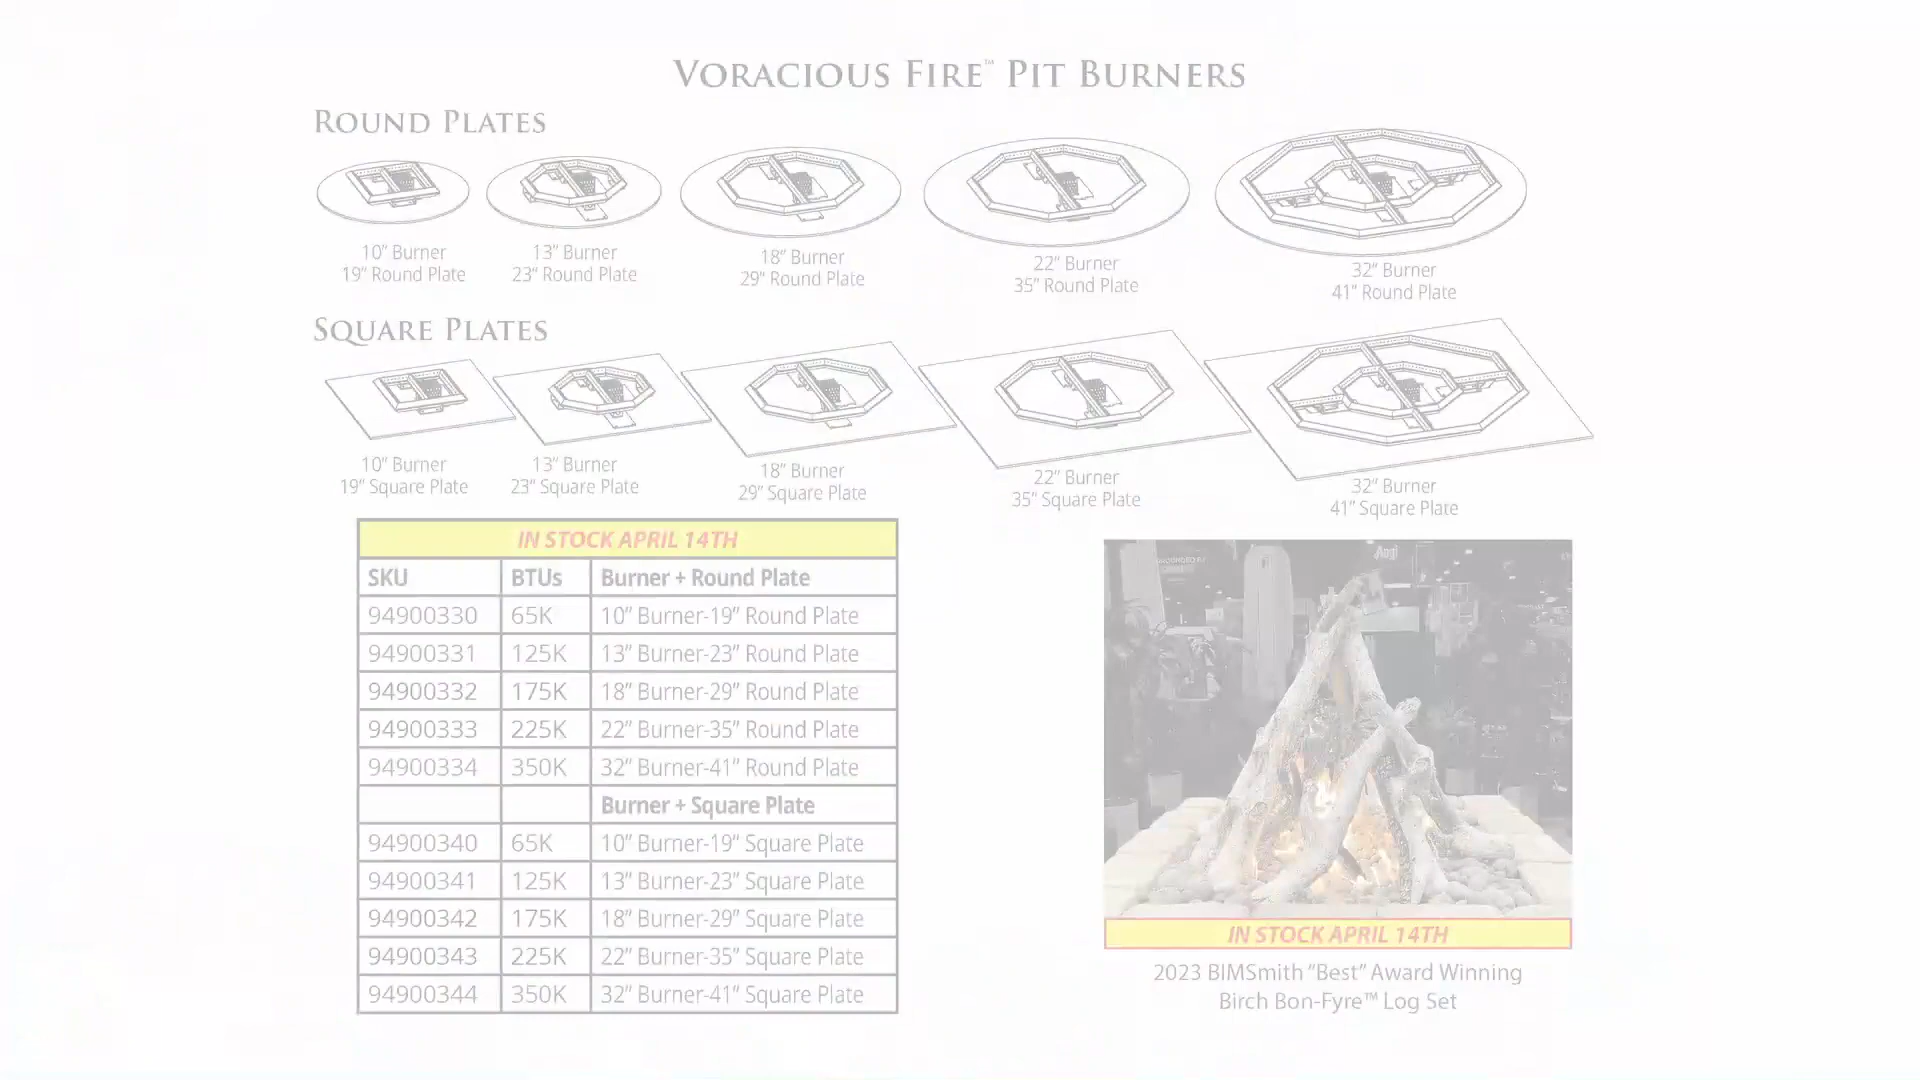 VORACIOUS FIRE™ PIT BURNERS
ROUND PLATES
10” Burner
19” Round Plate
13” Burner
23” Round Plate
18” Burner
29” Round Plate
22” Burner
35” Round Plate
32” Burner
41” Round Plate
SQUARE PLATES
10” Burner
19” Square Plate
13” Burner
23” Square Plate
18” Burner
29” Square Plate
22” Burner
35” Square Plate
32” Burner
41” Square Plate
IN STOCK APRIL 14TH
SKU BTUs Burner + Round Plate
94900330 65K 10” Burner-19” Round Plate
94900331 125K 13” Burner-23” Round Plate
94900332 175K 18” Burner-29” Round Plate
94900333 225K 22” Burner-35” Round Plate
94900334 350K 32” Burner-41” Round Plate
Burner + Square Plate
94900340 65K 10” Burner-19” Square Plate
94900341 125K 13” Burner-23” Square Plate
94900342 175K 18” Burner-29” Square Plate
94900343 225K 22” Burner-35” Square Plate
94900344 350K 32” Burner-41” Square Plate
IN STOCK APRIL 14TH
2023 BIMSmith “Best” Award Winning
Birch Bon-Fyre™ Log Set